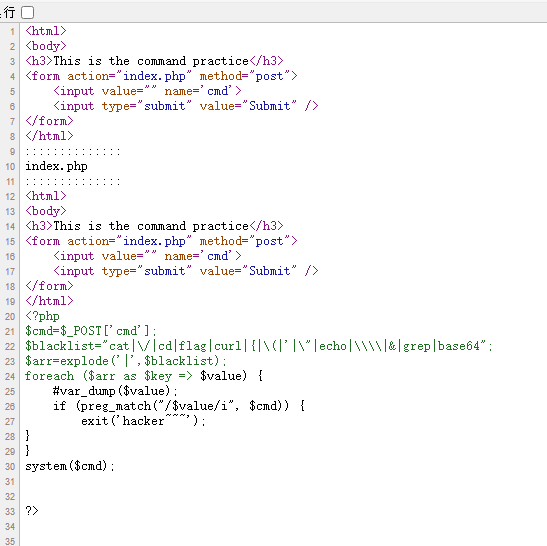 行
1 <html>
2 <body>
3 <h3>This is the command practice</h3>
4 <form action="index.php" method="post">
5 <input value="" name='cmd'>
6 <input type="submit" value="Submit" />
7 </form>
8 </html>
9 ::::::::::::::
10 index.php
11 ::::::::::::::
12 <html>
13 <body>
14 <h3>This is the command practice</h3>
15 <form action="index.php" method="post">
16 <input value="" name='cmd'>
17 <input type="submit" value="Submit" />
18 </form>
19 </html>
20 <?php
21 $cmd=$_POST['cmd'];
22 $blacklist="cat|\/|cd|flag|curl|{|\(|'|\"|echo|\\\\|&|grep|base64";
23 $arr=explode('|',$blacklist);
24 foreach ($arr as $key => $value) {
25 #var_dump($value);
26 if (preg_match("/$value/i", $cmd)) {
27 exit('hacker~~~');
28 }
29 }
30 system($cmd);
31
32
33 ?>
34
35